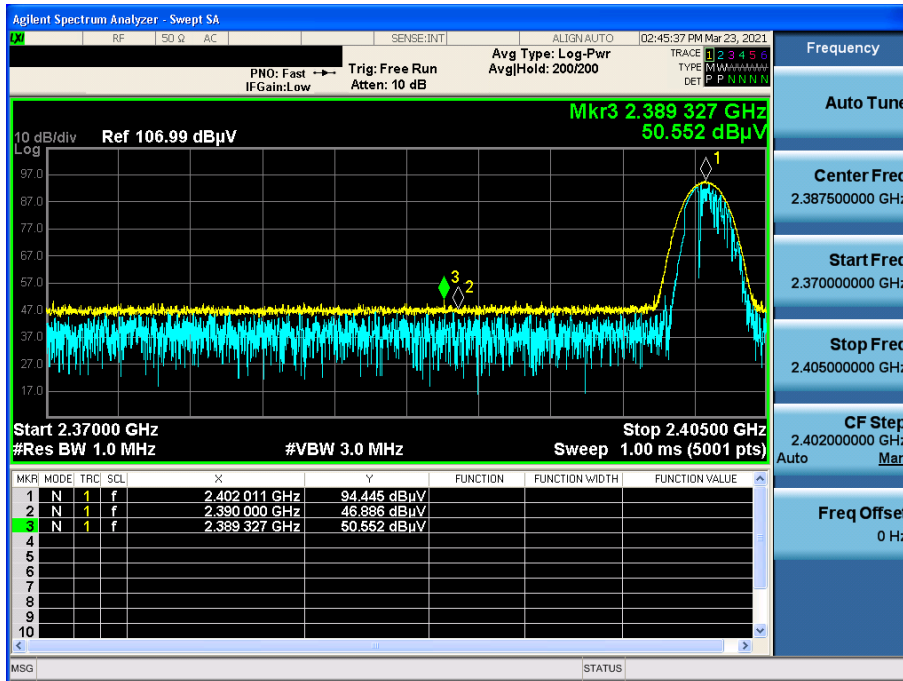 Agilent Spectrum Analyzer - Swept SA
LXI RF 50 Ω AC SENSE:INT ALIGN AUTO 02:45:37 PM Mar 23, 2021
PNO: Fast Trig: Free Run Avg Type: Log-Pwr TRACE 1 2 3 4 5 6
IFGain:Low Atten: 10 dB Avg|Hold: 200/200 TYPE M W
DET P P N N N N
Mkr3 2.389 327 GHz
50.552 dBµV
10 dB/div Ref 106.99 dBµV
Log
97.0
87.0
77.0
67.0
57.0
47.0
37.0
27.0
17.0
1
3
2
Start 2.37000 GHz Stop 2.40500 GHz
#Res BW 1.0 MHz #VBW 3.0 MHz Sweep 1.00 ms (5001 pts)
MKR MODE TRC SCL X Y FUNCTION FUNCTION WIDTH FUNCTION VALUE
1 N 1 f 2.402 011 GHz 94.445 dBµV
2 N 1 f 2.390 000 GHz 46.886 dBµV
3 N 1 f 2.389 327 GHz 50.552 dBµV
4
5
6
7
8
9
10
MSG STATUS
Frequency
Auto Tune
Center Freq
2.387500000 GHz
Start Freq
2.370000000 GHz
Stop Freq
2.405000000 GHz
CF Step
2.402000000 GHz
Auto Man
Freq Offset
0 Hz